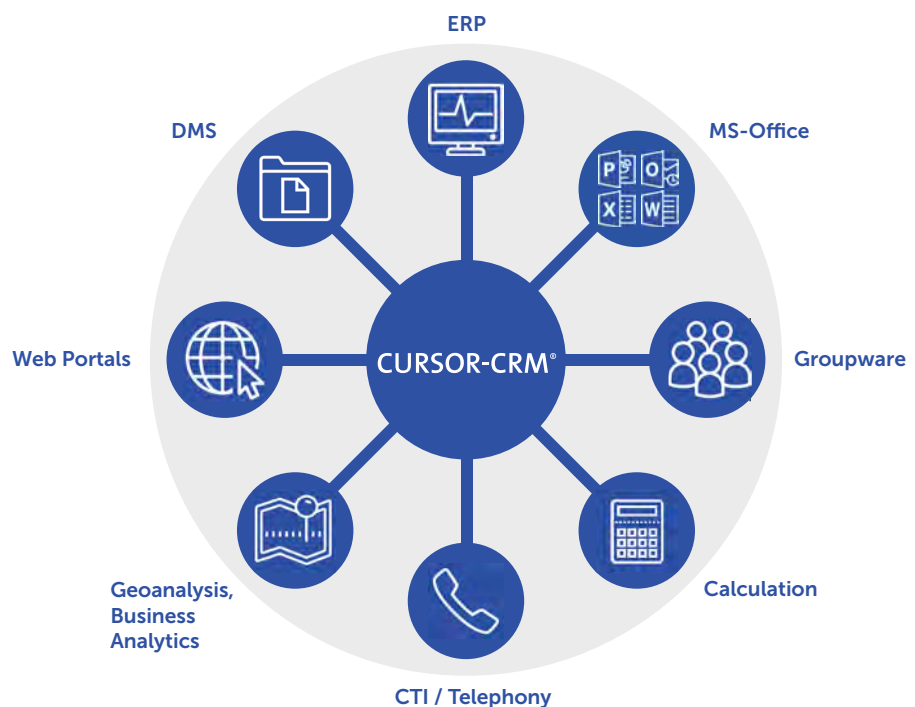 ERP
DMS
MS-Office
P O
X W
Web Portals
CURSOR-CRM®
Groupware
Geoanalysis,
Business
Analytics
Calculation
CTI / Telephony